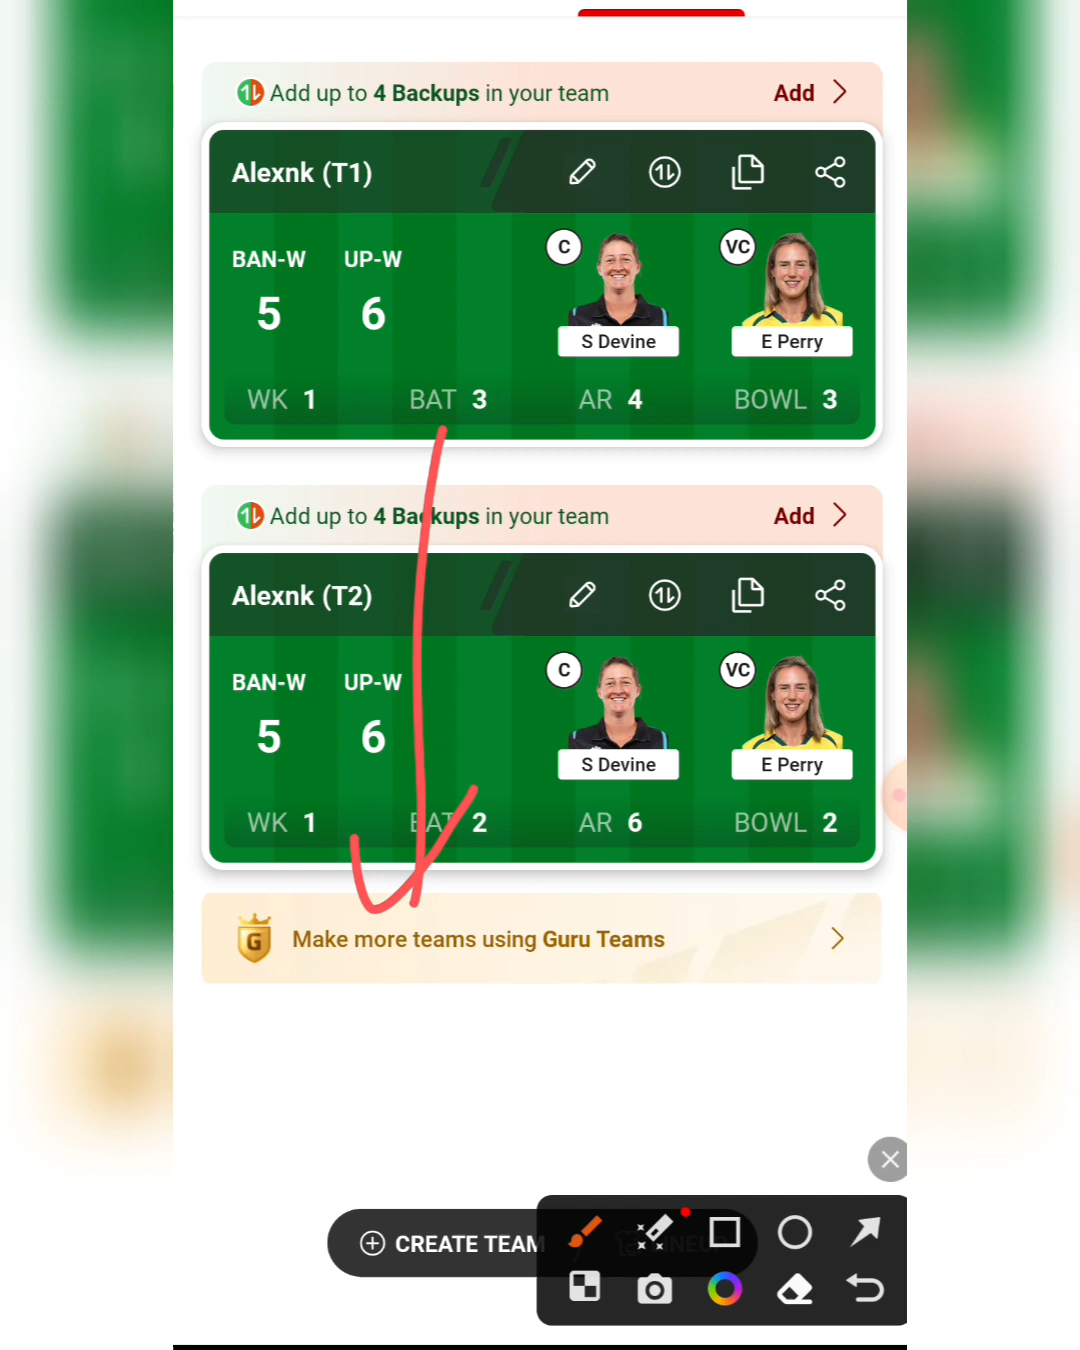 Add up to 4 Backups in your team Add
Alexnk (T1)
BAN-W UP-W C VC
5 6
S Devine E Perry
WK 1 BAT 3 AR 4 BOWL 3
Add up to 4 Backups in your team Add
Alexnk (T2)
BAN-W UP-W C VC
5 6
S Devine E Perry
WK 1 BAT 2 AR 6 BOWL 2
G Make more teams using Guru Teams
CREATE TEAM